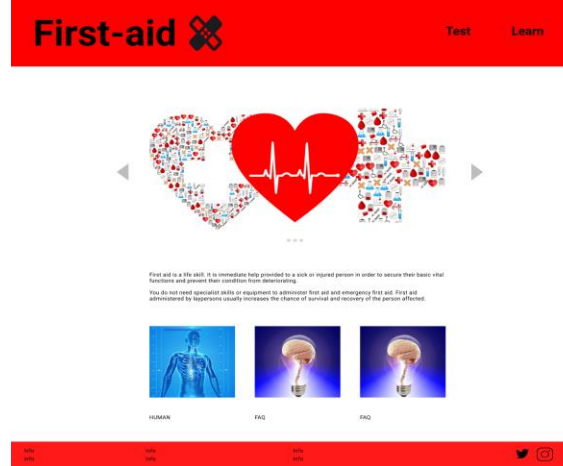 First-aid
Test Learn
First aid is a life skill. It is immediate help provided to a sick or injured person in order to secure their basic vital
functions and prevent their condition from deteriorating.
You do not need specialist skills or equipment to administer first aid and emergency first aid. First aid
administered by laypersons usually increases the chance of survival and recovery of the person affected.
HUMAN FAQ FAQ
Info Info Info
Info Info Info